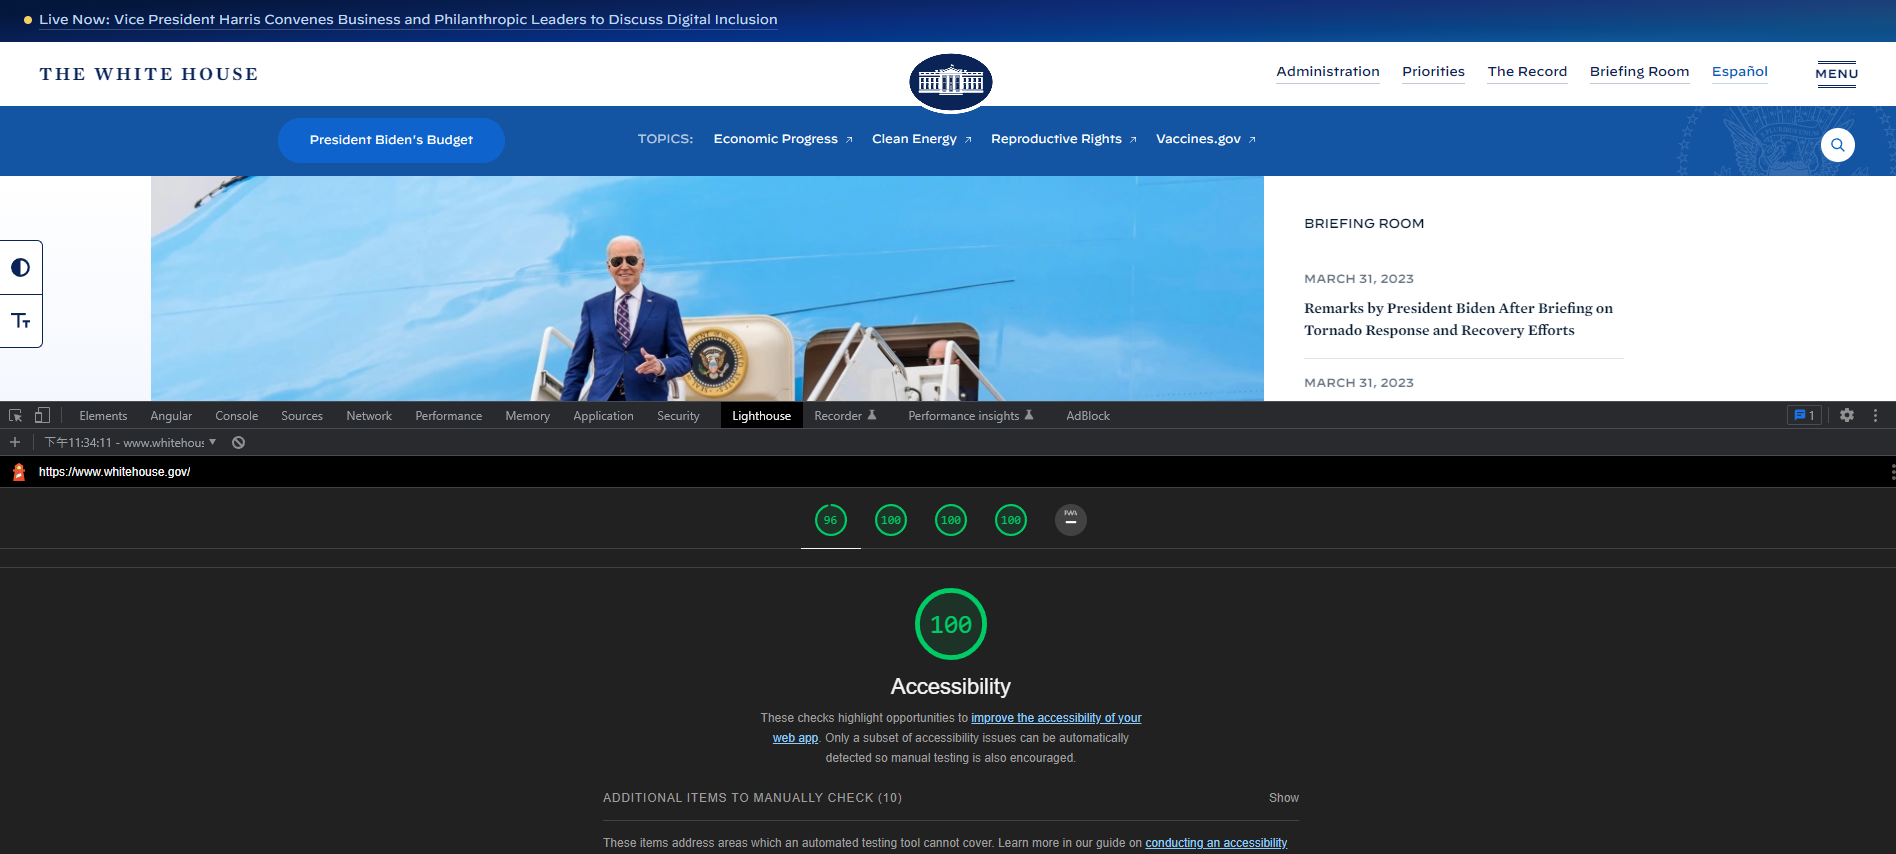 Live Now: Vice President Harris Convenes Business and Philanthropic Leaders to Discuss Digital Inclusion
THE WHITE HOUSE
Administration Priorities The Record Briefing Room Español MENU
President Biden's Budget
TOPICS: Economic Progress Clean Energy Reproductive Rights Vaccines.gov
E PLURIBUS UNUM
BRIEFING ROOM
MARCH 31, 2023
Remarks by President Biden After Briefing on
Tornado Response and Recovery Efforts
MARCH 31, 2023
Tт
Elements Angular Console Sources Network Performance Memory Application Security Lighthouse Recorder Performance insights AdBlock 1
下午11:34:11 - www.whitehous
https://www.whitehouse.gov/
96 100 100 100 PWA
100
Accessibility
These checks highlight opportunities to improve the accessibility of your
web app. Only a subset of accessibility issues can be automatically
detected so manual testing is also encouraged.
ADDITIONAL ITEMS TO MANUALLY CHECK (10) Show
These items address areas which an automated testing tool cannot cover. Learn more in our guide on conducting an accessibility